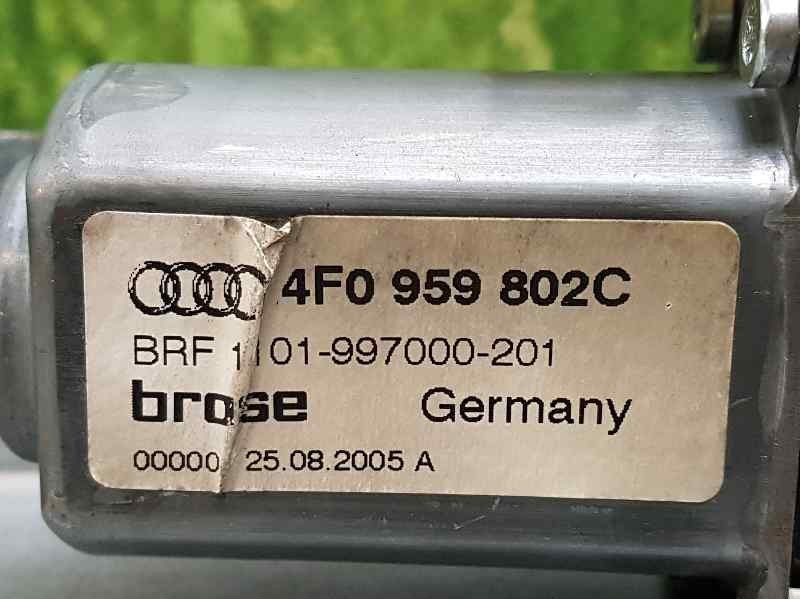 4F0 959 802C
BRF 1101-997000-201
brose Germany
00000 25.08.2005 A